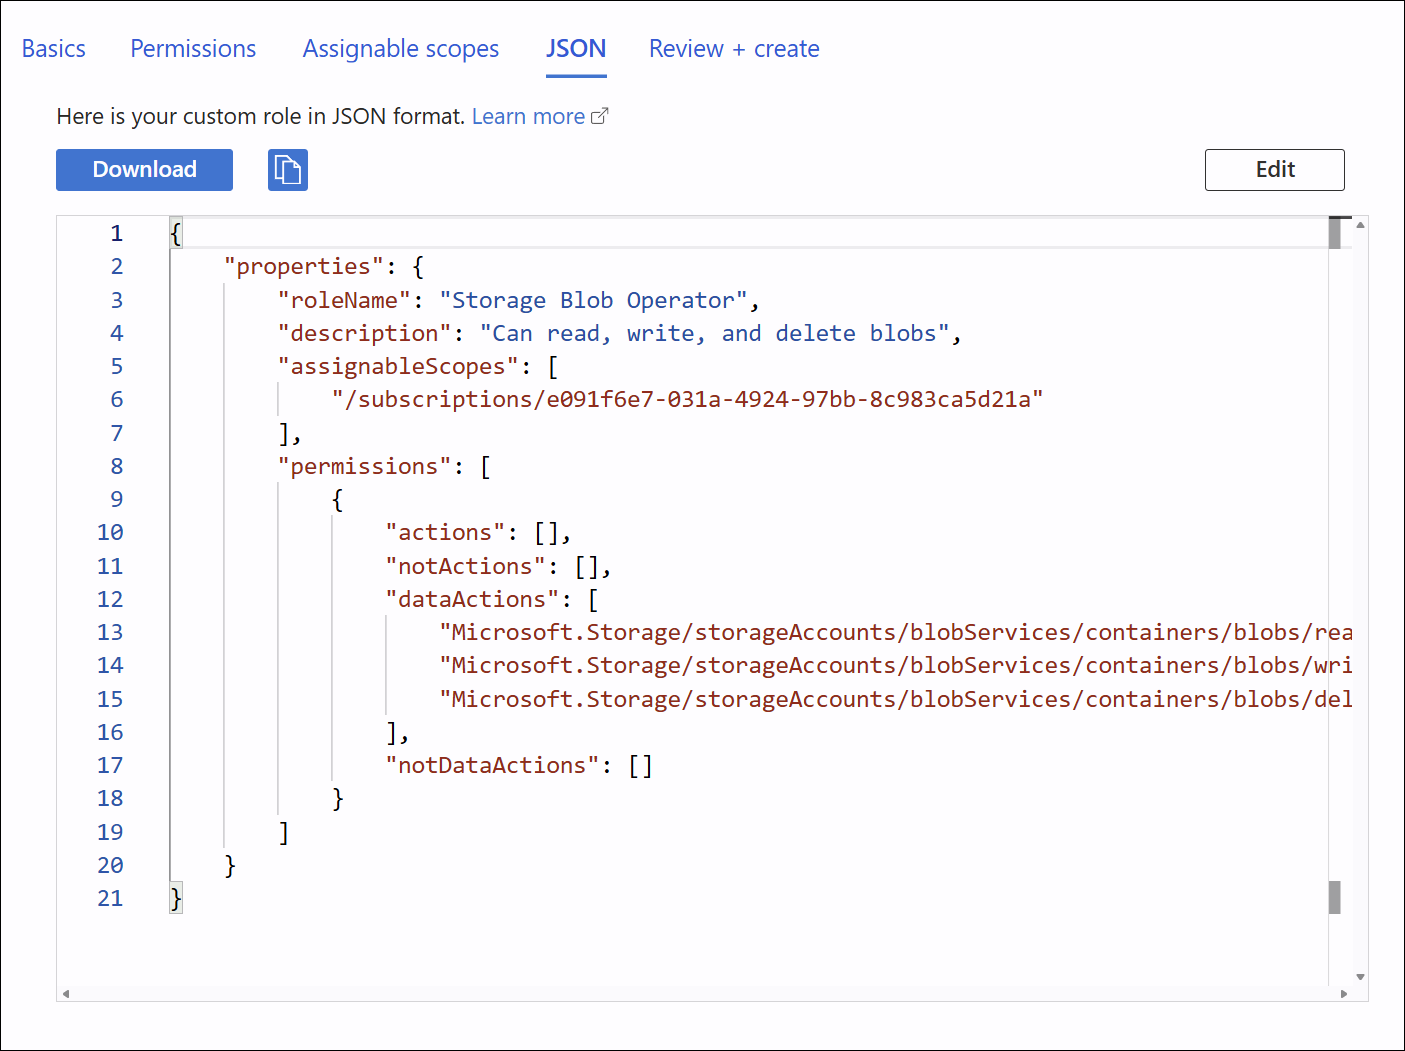 Basics Permissions Assignable scopes JSON Review + create
Here is your custom role in JSON format. Learn more
Download Edit
1 {
2 "properties": {
3 "roleName": "Storage Blob Operator",
4 "description": "Can read, write, and delete blobs",
5 "assignableScopes": [
6 "/subscriptions/e091f6e7-031a-4924-97bb-8c983ca5d21a"
7 ],
8 "permissions": [
9 {
10 "actions": [],
11 "notActions": [],
12 "dataActions": [
13 "Microsoft.Storage/storageAccounts/blobServices/containers/blobs/rea
14 "Microsoft.Storage/storageAccounts/blobServices/containers/blobs/wri
15 "Microsoft.Storage/storageAccounts/blobServices/containers/blobs/del
16 ],
17 "notDataActions": []
18 }
19 ]
20 }
21 }